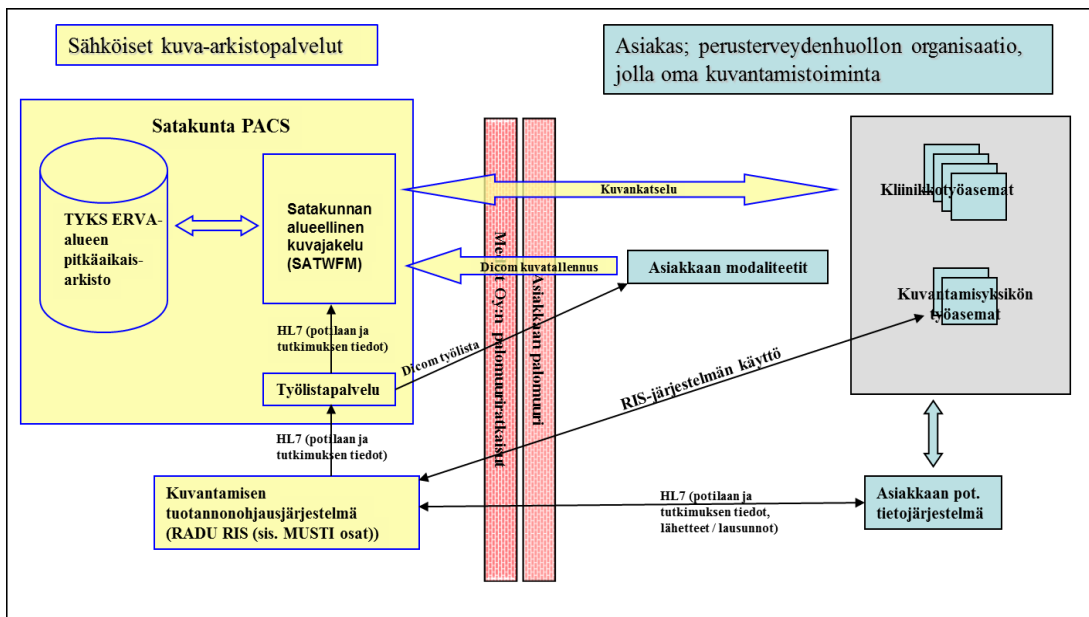 Sähköiset kuva-arkistopalvelut
Asiakas; perusterveydenhuollon organisaatio,
jolla oma kuvantamistoiminta
Satakunta PACS
TYKS ERVA-
alueen
pitkäaikais-
arkisto
Satakunnan
alueellinen
kuvajakelu
(SATWFM)
Kuvankatselu
Kliinikkotyöasemat
Dicom kuvatallennus
Asiakkaan modaliteetit
Kuvantamisyksikön
työasemat
HL7 (potilaan ja
tutkimuksen tiedot)
Dicom työlista
Työlistapalvelu
Oy:n palomuuriratkaisut
Asiakkaan palomuuri
RIS-järjestelmän käyttö
HL7 (potilaan ja
tutkimuksen tiedot)
Kuvantamisen
tuotannonohjausjärjestelmä
(RADU RIS (sis. MUSTI osat))
HL7 (potilaan ja
tutkimuksen tiedot,
lähetteet / lausunnot)
Asiakkaan pot.
tietojärjestelmä